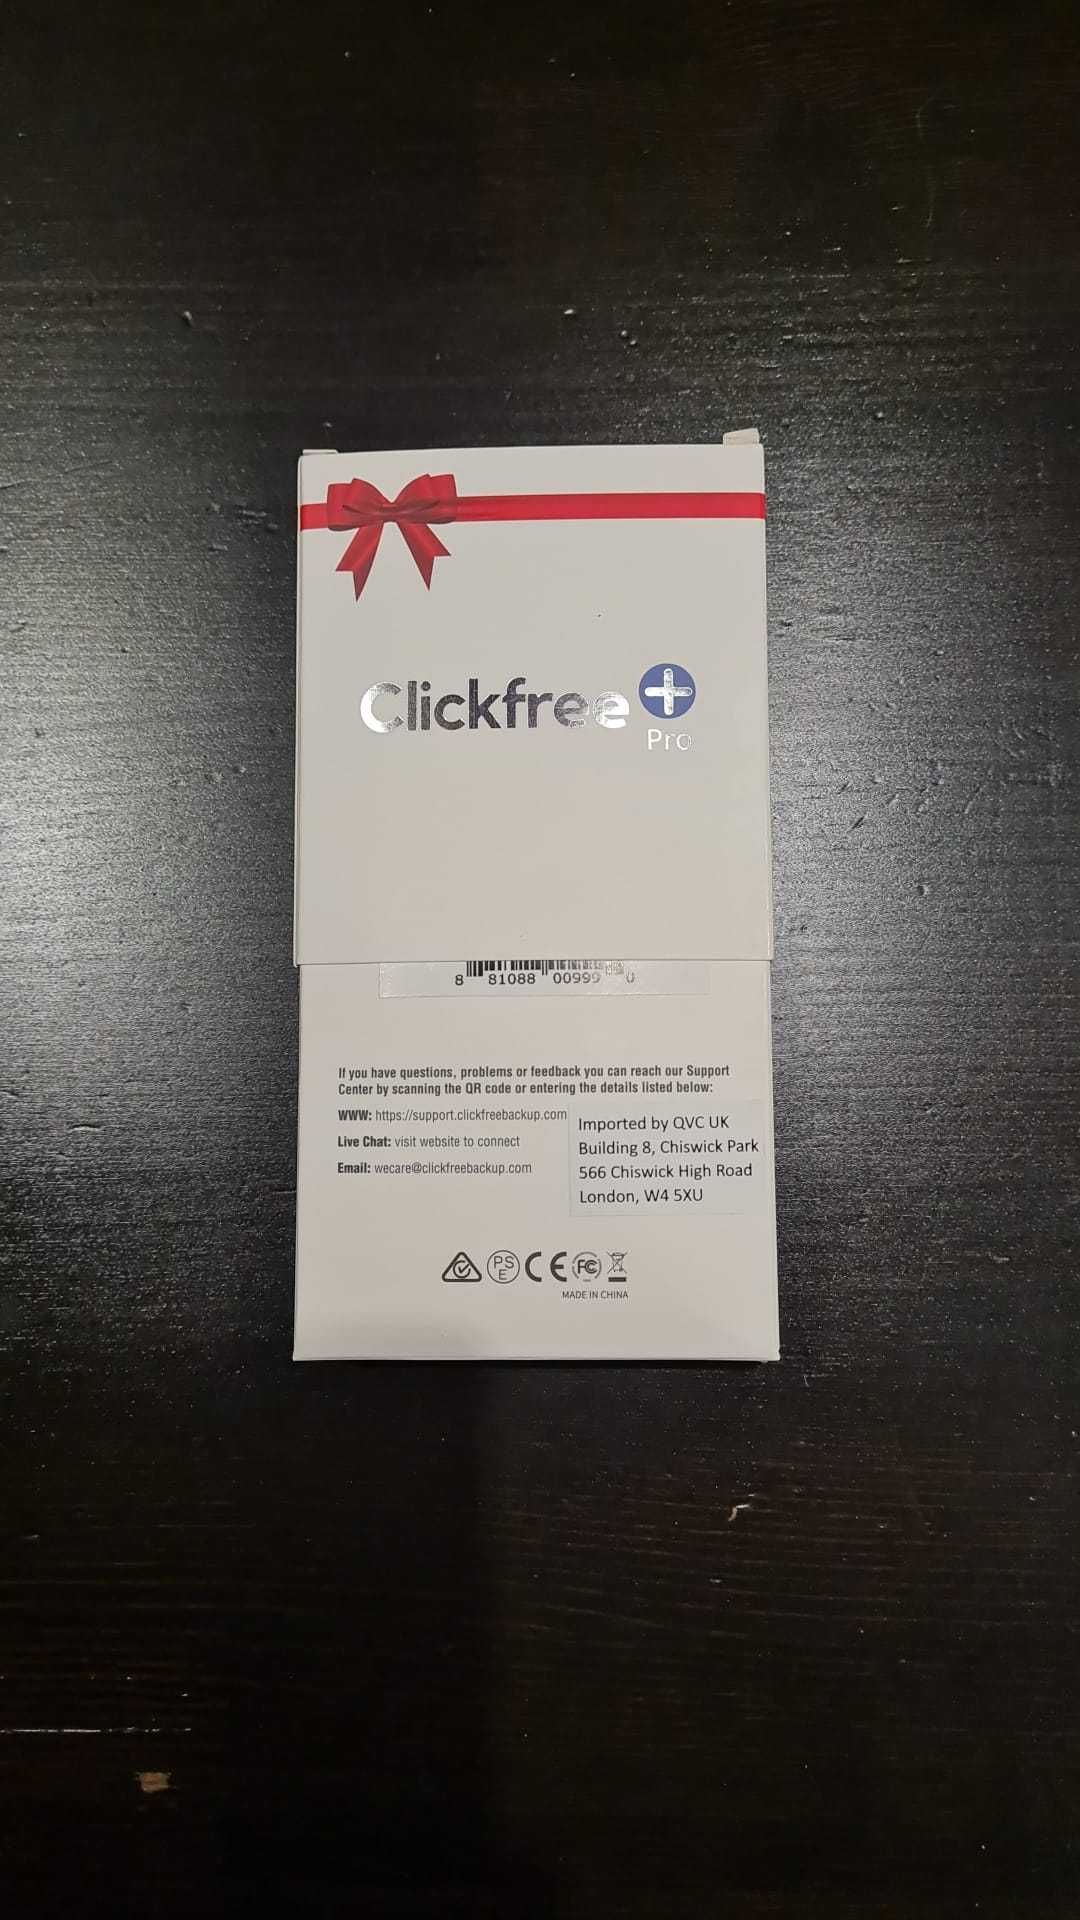 Clickfree
Pro
8 81088 00999 0
If you have questions, problems or feedback you can reach our Support
Center by scanning the QR code or entering the details listed below:
WWW: https://support.clickfreebackup.com
Live Chat: visit website to connect
Email: wecare@clickfreebackup.com
Imported by QVC UK
Building 8, Chiswick Park
566 Chiswick High Road
London, W4 5XU
PS
E
CE
FC
MADE IN CHINA